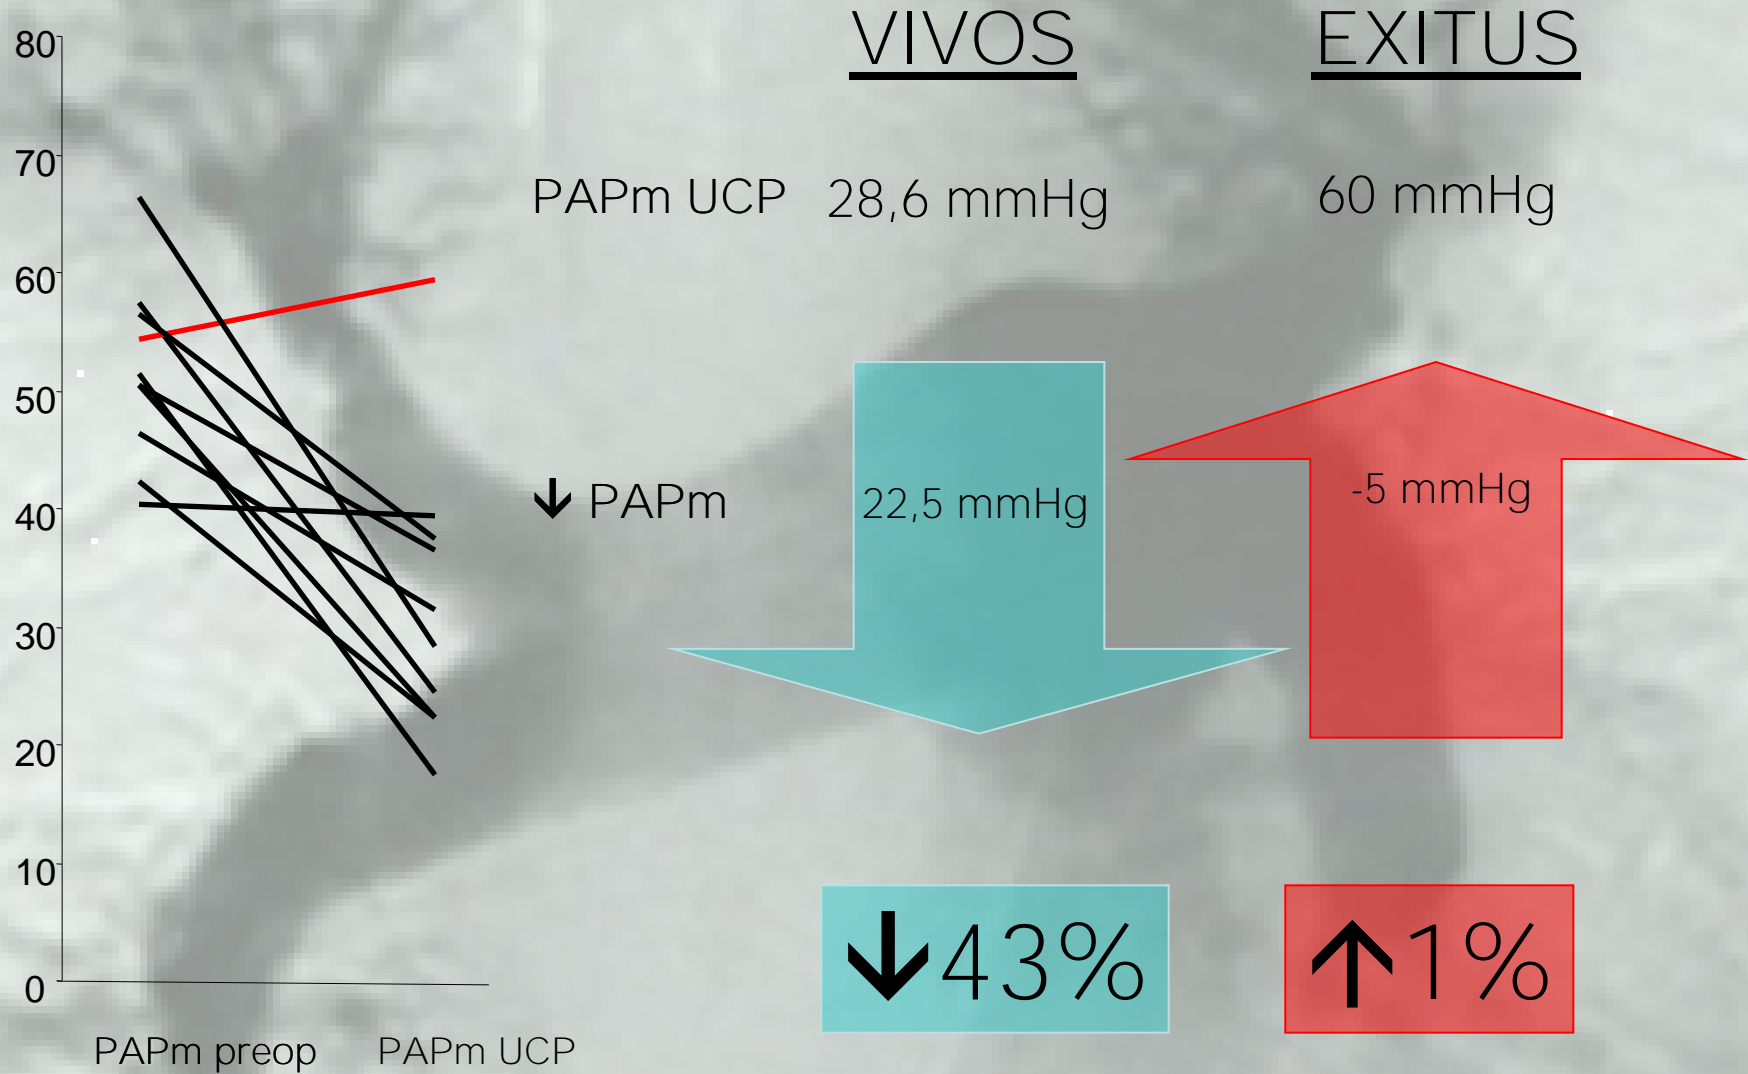 VIVOS EXITUS
PAPm UCP 28,6 mmHg 60 mmHg
↓ PAPm 22,5 mmHg -5 mmHg
↓43% ↑1%
80
70
60
50
40
30
20
10
0
PAPm preop PAPm UCP